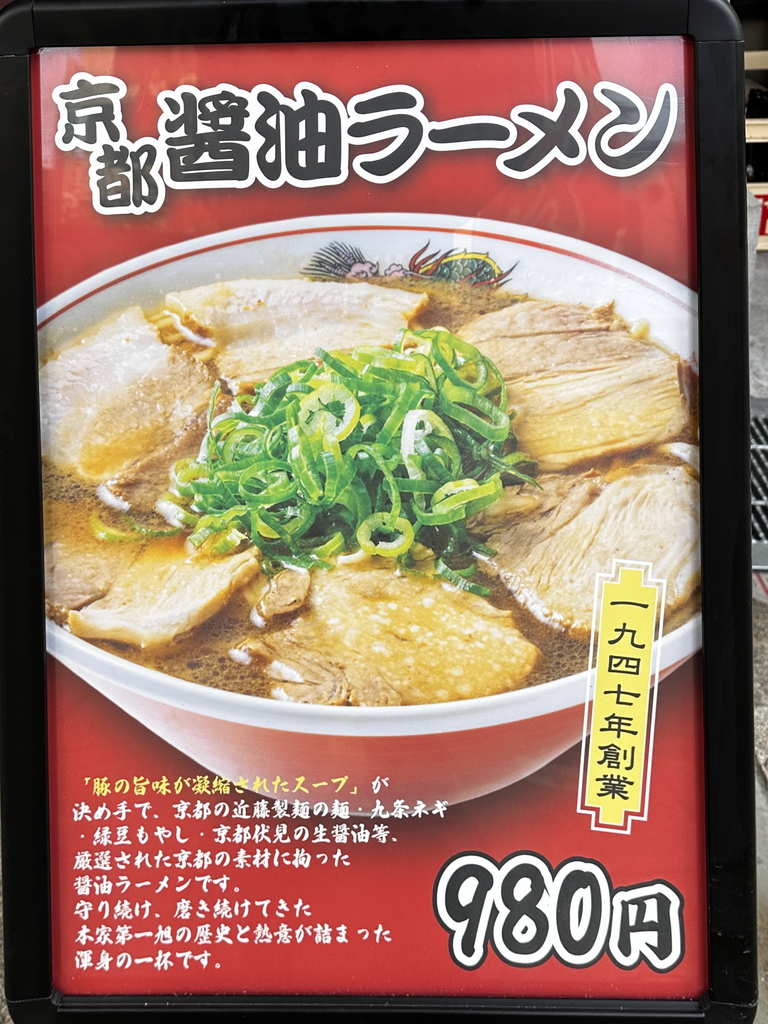 京都醤油ラーメン
一九四七年創業
「豚の旨味が凝縮されたスープ」が
決め手で、京都の近藤製麺の麺・九条ネギ
・緑豆もやし・京都伏見の生醤油等、
厳選された京都の素材に拘った
醤油ラーメンです。
守り続け、磨き続けてきた
本家第一旭の歴史と熱意が詰まった
渾身の一杯です。
980円